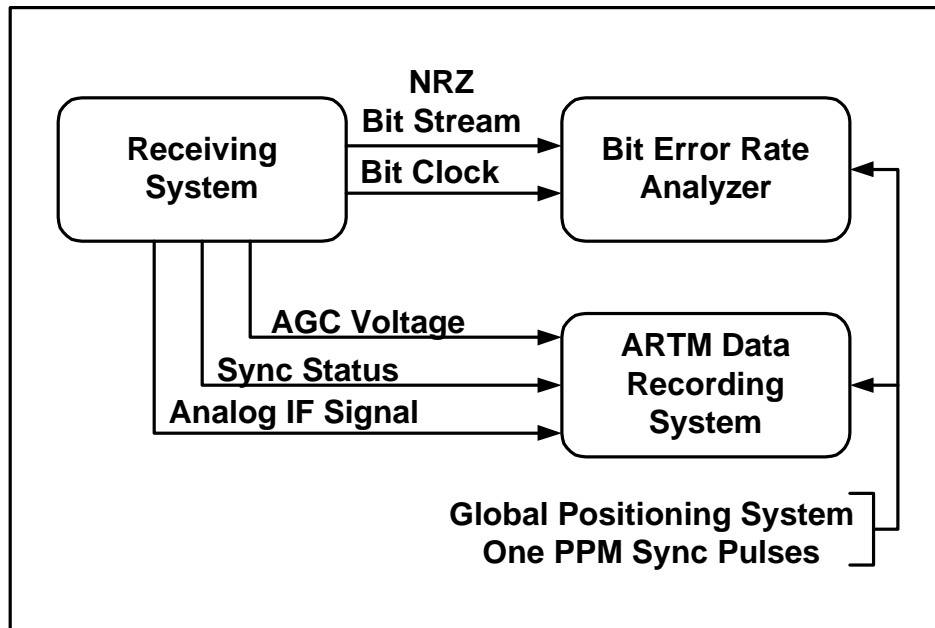 NRZ
Bit Stream
Receiving
System
Bit Clock
Bit Error Rate
Analyzer
AGC Voltage
Sync Status
Analog IF Signal
ARTM Data
Recording
System
Global Positioning System
One PPM Sync Pulses